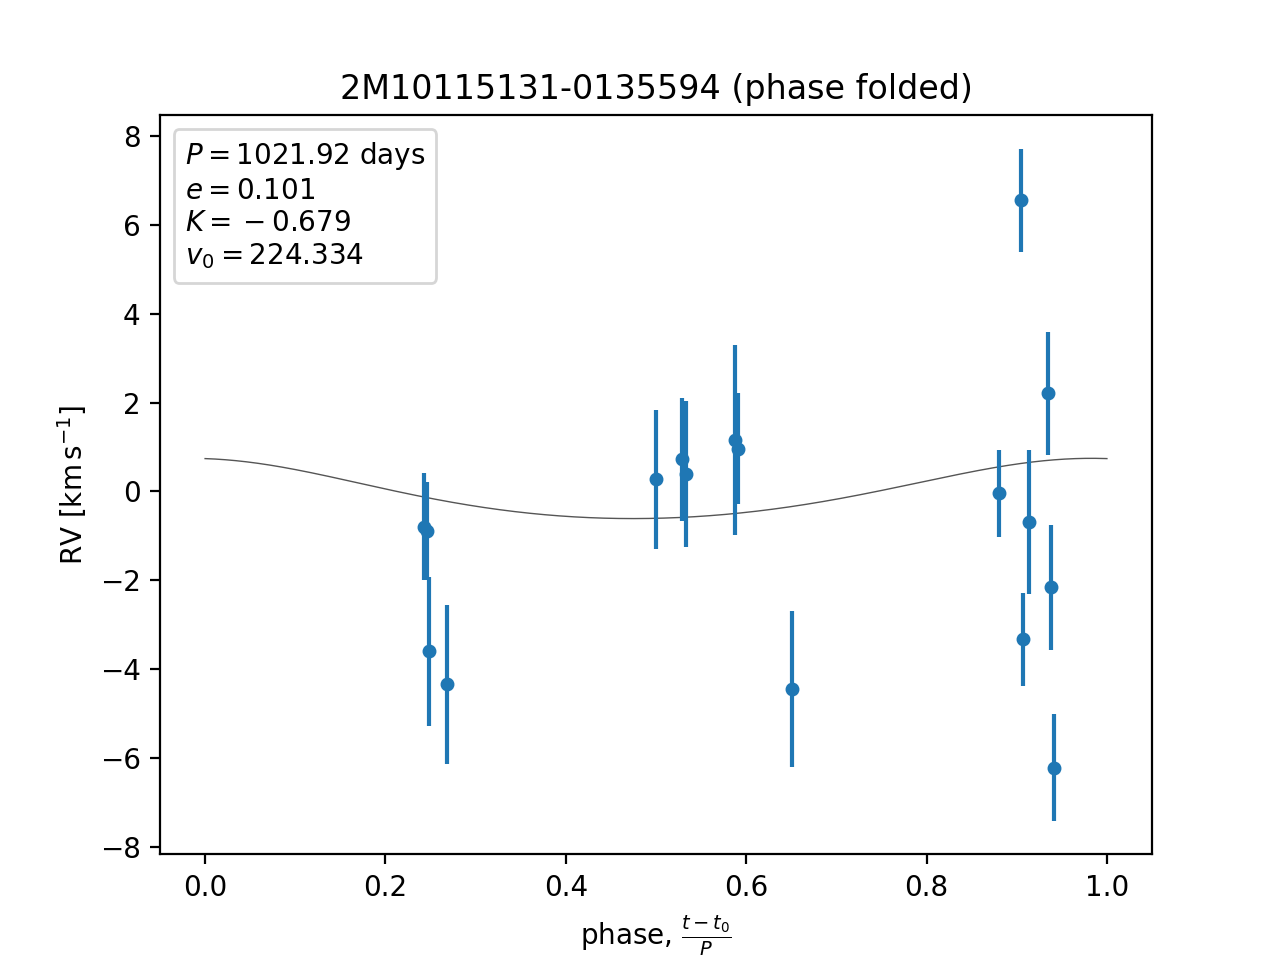 2M10115131-0135594 (phase folded)
P = 1021.92 days
e = 0.101
K = −0.679
v₀ = 224.334
8
6
4
2
0
−2
−4
−6
−8
RV [km s⁻¹]
0.0 0.2 0.4 0.6 0.8 1.0
phase, (t − t₀)/P